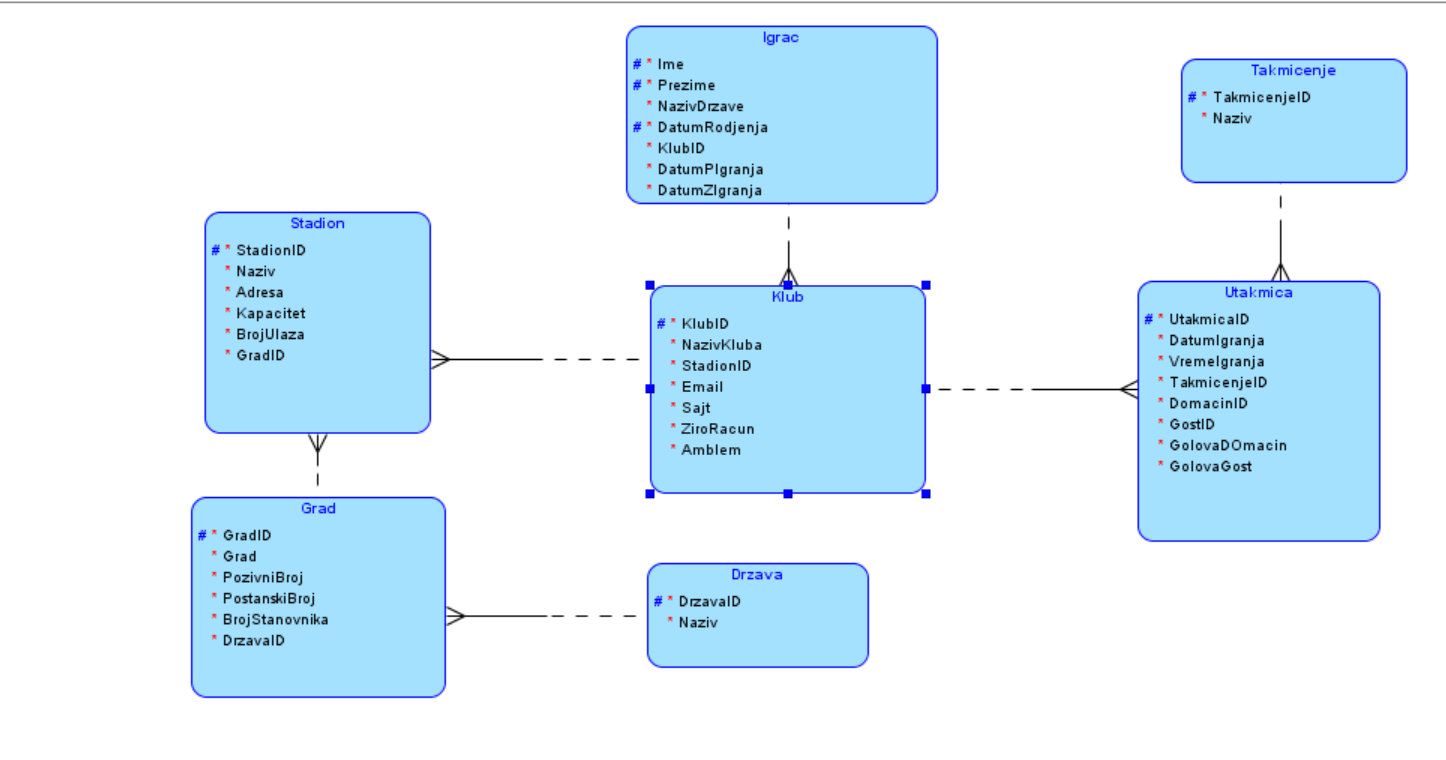 Igrac
# * Ime
# * Prezime
* NazivDrzave
# * DatumRodjenja
* KlubID
* DatumPIgranja
* DatumZIgranja
Takmicenje
# * TakmicenjeID
* Naziv
Stadion
# * StadionID
* Naziv
* Adresa
* Kapacitet
* BrojUlaza
* GradID
Klub
# * KlubID
* NazivKluba
* StadionID
* Email
* Sajt
* ZiroRacun
* Amblem
Utakmica
# * UtakmicaID
* DatumIgranja
* VremeIgranja
* TakmicenjeID
* DomacinID
* GostID
* GolovaDOmacin
* GolovaGost
Grad
# * GradID
* Grad
* PozivniBroj
* PostanskiBroj
* BrojStanovnika
* DrzavaID
Drzava
# * DrzavaID
* Naziv